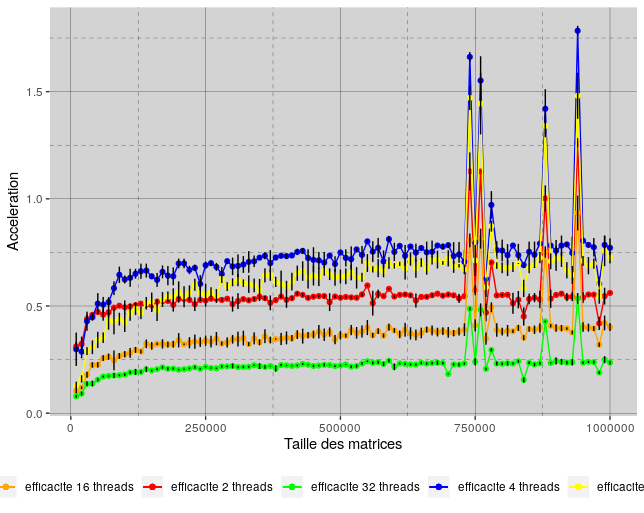 1.5
1.0
0.5
0.0
Acceleration
0
250000
500000
750000
1000000
Taille des matrices
efficacite 16 threads
efficacite 2 threads
efficacite 32 threads
efficacite 4 threads
efficacite